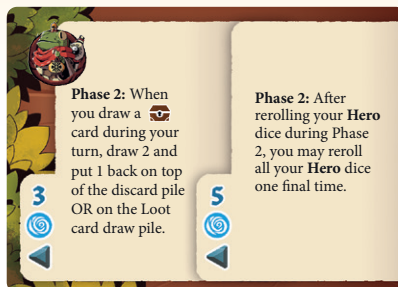 Phase 2: When
you draw a
card during your
turn, draw 2 and
put 1 back on top
of the discard pile
OR on the Loot
card draw pile.
3
Phase 2: After
rerolling your Hero
dice during Phase
2, you may reroll
all your Hero dice
one final time.
5